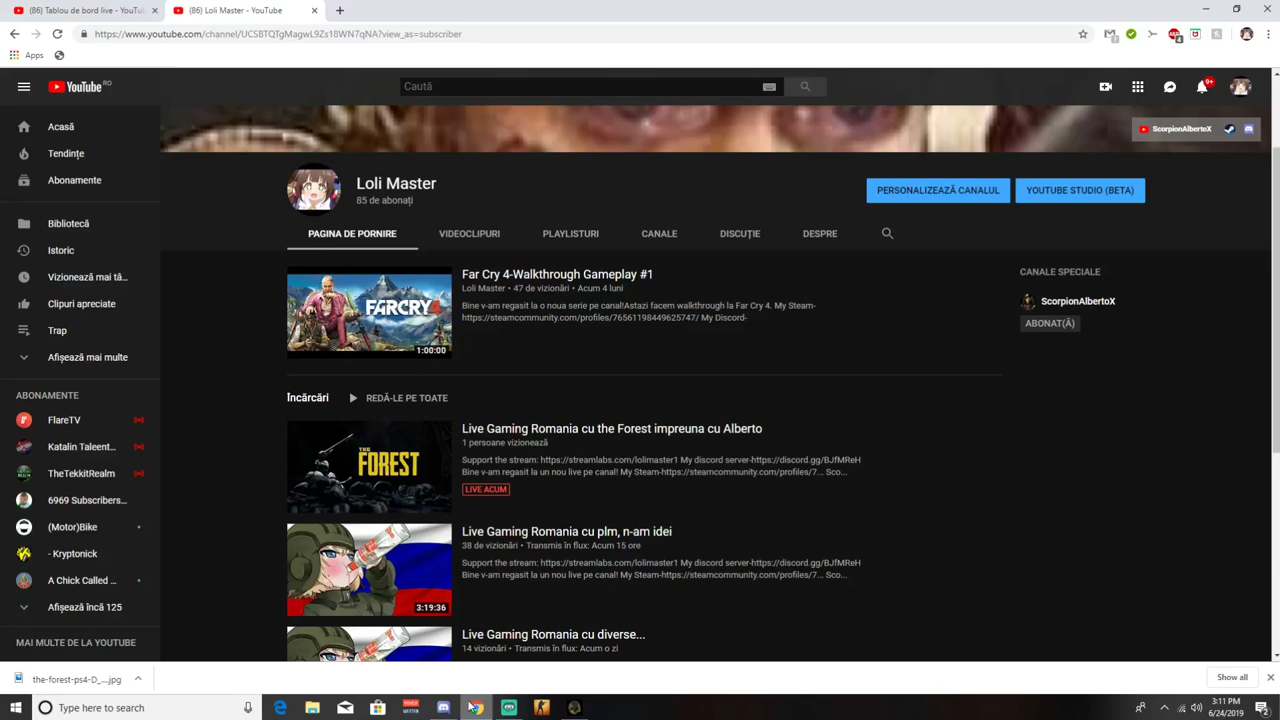 (86) Tablou de bord live - YouTu
(86) Loli Master - YouTube
https://www.youtube.com/channel/UCSBTQTgMagwL9Zs18WN7qNA?view_as=subscriber
Apps
YouTube RO
Caută
9+
ScorpionAlbertoX
Acasă
Tendințe
Abonamente
Bibliotecă
Istoric
Vizionează mai tâ...
Clipuri apreciate
Trap
Afișează mai multe
ABONAMENTE
FlareTV
Katalin Taleent...
TheTekkitRealm
6969 Subscribers...
(Motor)Bike
- Kryptonick
A Chick Called ...
Afișează încă 125
MAI MULTE DE LA YOUTUBE
Loli Master
85 de abonați
PERSONALIZEAZĂ CANALUL
YOUTUBE STUDIO (BETA)
PAGINA DE PORNIRE
VIDEOCLIPURI
PLAYLISTURI
CANALE
DISCUȚIE
DESPRE
FARCRY 4
1:00:00
Far Cry 4-Walkthrough Gameplay #1
Loli Master • 47 de vizionări • Acum 4 luni
Bine v-am regasit la o noua serie pe canal!Astazi facem walkthrough la Far Cry 4. My Steam-
https://steamcommunity.com/profiles/76561198449625747/ My Discord-
CANALE SPECIALE
ScorpionAlbertoX
ABONAT(Ă)
Încărcări
REDĂ-LE PE TOATE
THE FOREST
Live Gaming Romania cu the Forest impreuna cu Alberto
1 persoane vizionează
Support the stream: https://streamlabs.com/lolimaster1 My discord server-https://discord.gg/BJfMReH
Bine v-am regasit la un nou live pe canal! My Steam-https://steamcommunity.com/profiles/7... Sco...
LIVE ACUM
3:19:36
Live Gaming Romania cu plm, n-am idei
38 de vizionări • Transmis în flux: Acum 15 ore
Support the stream: https://streamlabs.com/lolimaster1 My discord server-https://discord.gg/BJfMReH
Bine v-am regasit la un nou live pe canal! My Steam-https://steamcommunity.com/profiles/7... Sco...
Live Gaming Romania cu diverse...
14 vizionări • Transmis în flux: Acum o zi
the-forest-ps4-D_....jpg
Show all
Type here to search
3:11 PM
6/24/2019
2